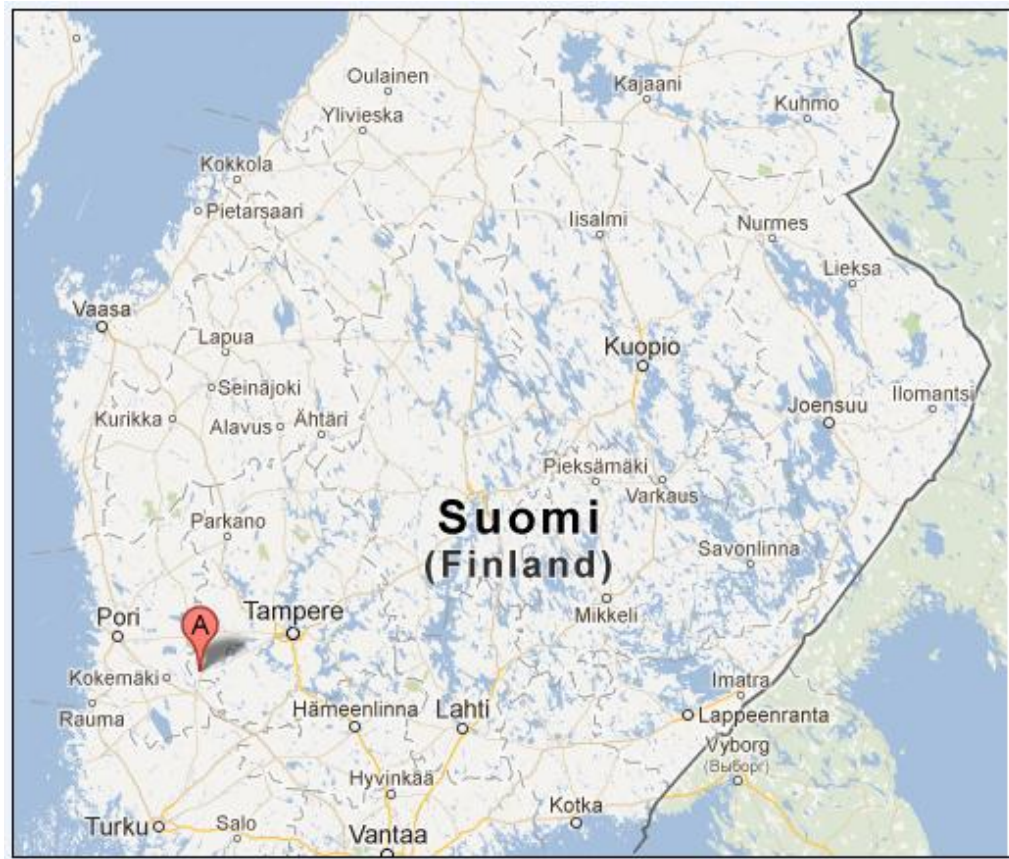 Oulainen
Kajaani
Kuhmo
Ylivieska
Kokkola
Pietarsaari
Iisalmi
Nurmes
Lieksa
Vaasa
Lapua
Kuopio
Seinäjoki
Ilomantsi
Kurikka
Alavus
Ähtäri
Joensuu
Pieksämäki
Varkaus
Parkano
Suomi
(Finland)
Savonlinna
Mikkeli
Pori
A
Tampere
Kokemäki
Imatra
Rauma
Hämeenlinna
Lahti
Lappeenranta
Vyborg
(Выборг)
Hyvinkää
Kotka
Turku
Salo
Vantaa